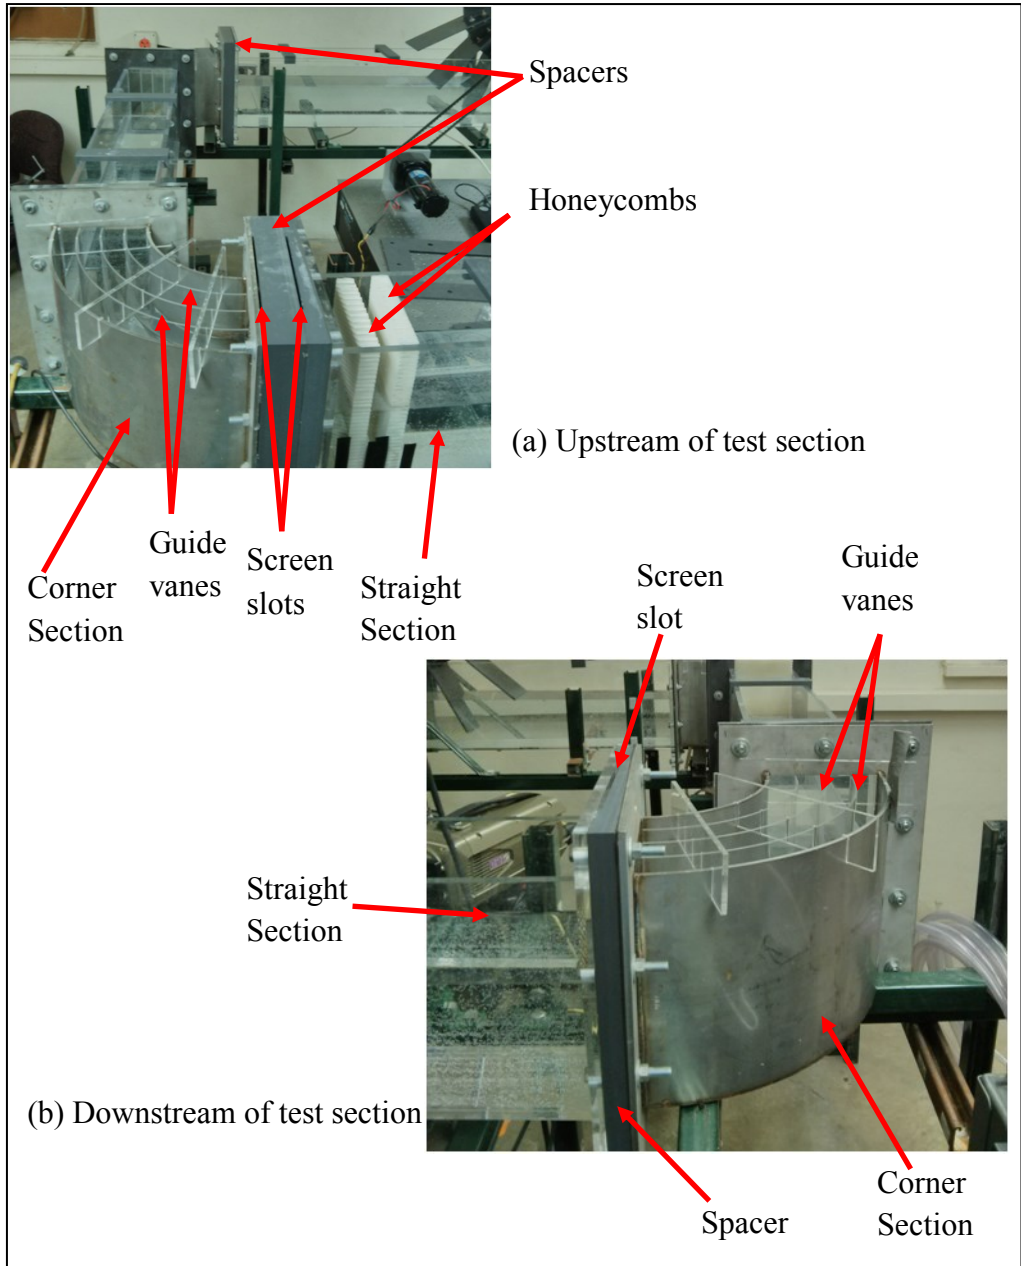 Spacers
Honeycombs
(a) Upstream of test section
Guide
vanes
Screen
slots
Corner
Section
Straight
Section
Screen
slot
Guide
vanes
Straight
Section
(b) Downstream of test section
Spacer
Corner
Section